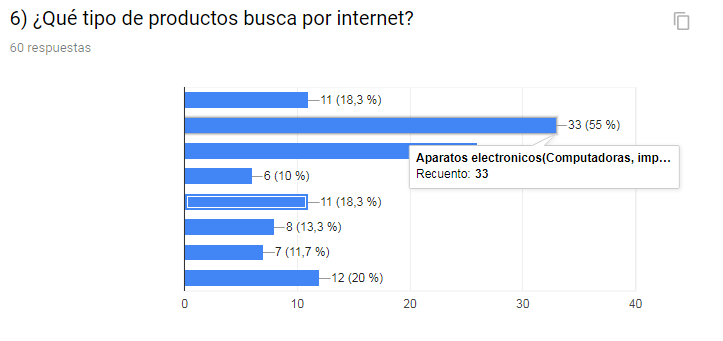 6) ¿Qué tipo de productos busca por internet?
60 respuestas
11 (18,3 %)
33 (55 %)
Aparatos electronicos(Computadoras, imp…
Recuento: 33
6 (10 %)
11 (18,3 %)
8 (13,3 %)
7 (11,7 %)
12 (20 %)
0 10 20 30 40